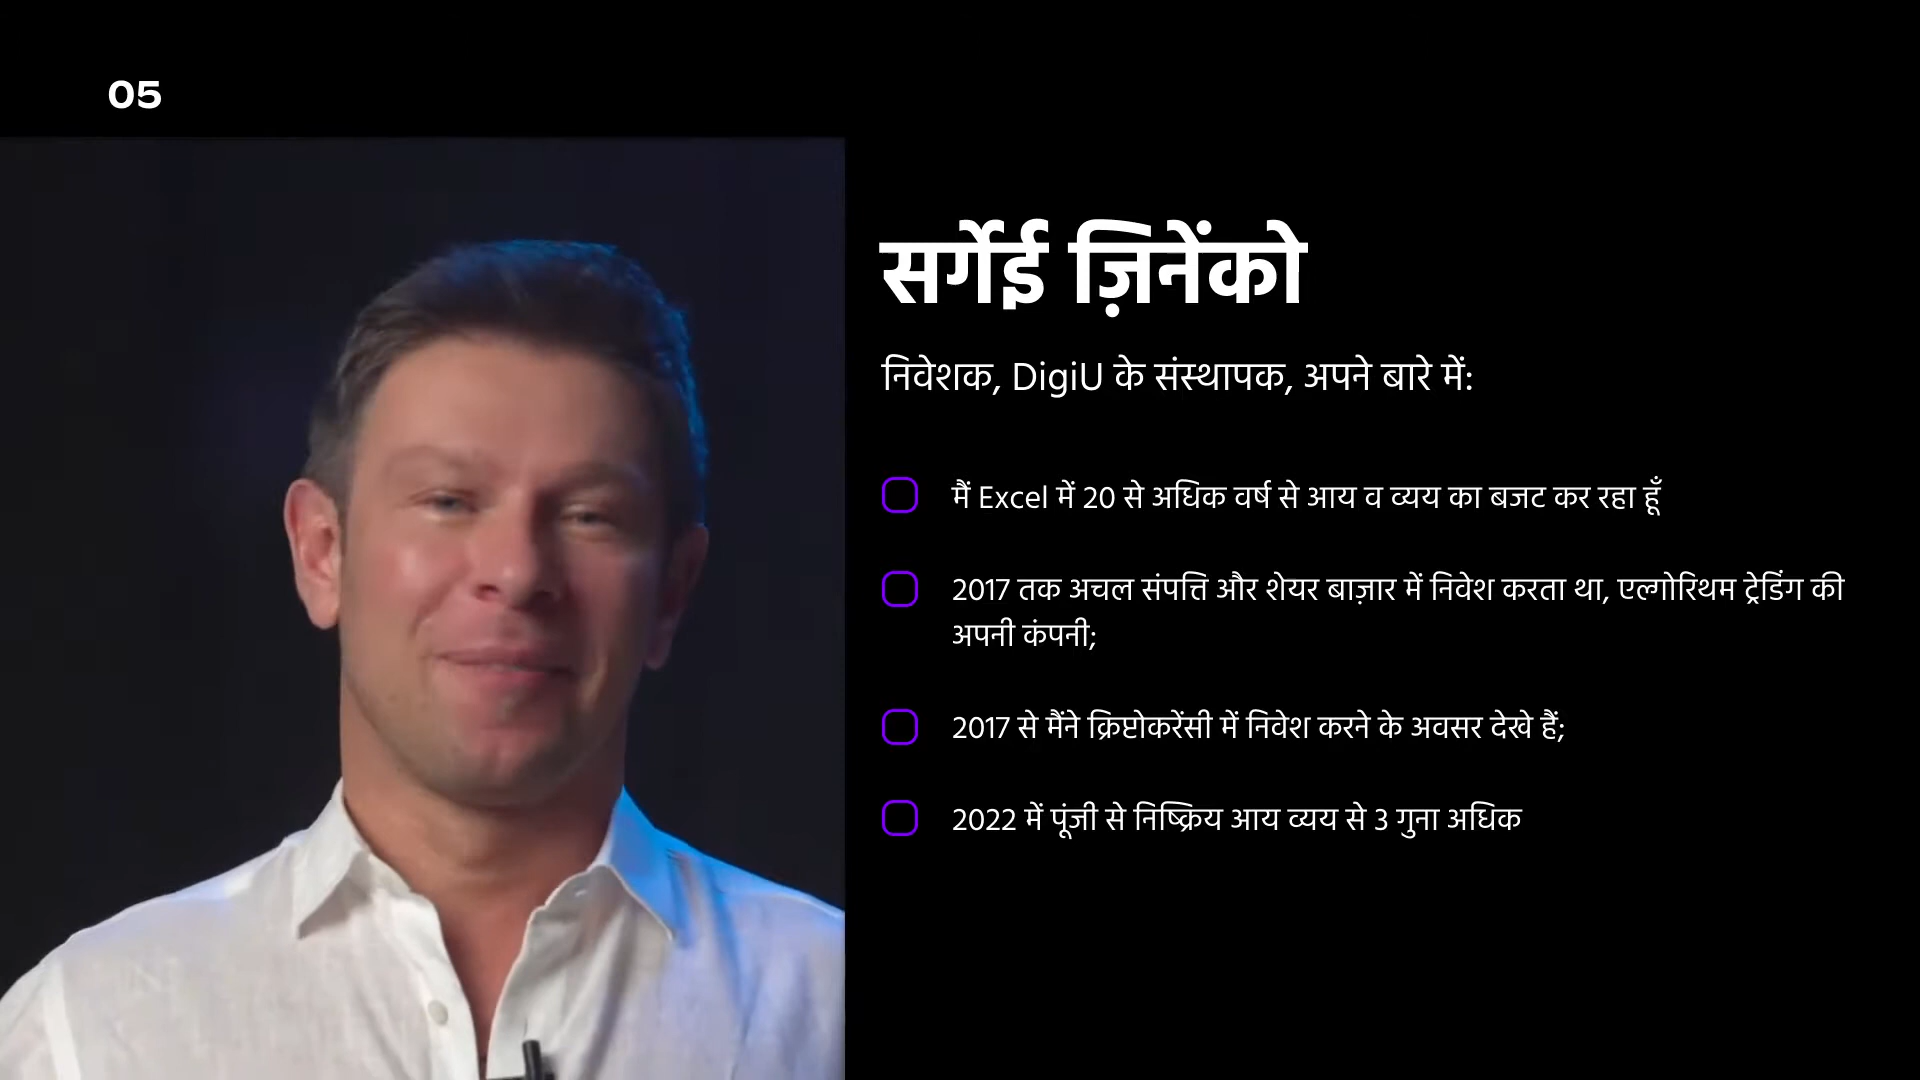 05
सर्गेई ज़िनेंको
निवेशक, DigiU के संस्थापक, अपने बारे में:
मैं Excel में 20 से अधिक वर्ष से आय व व्यय का बजट कर रहा हूँ
2017 तक अचल संपत्ति और शेयर बाज़ार में निवेश करता था, एल्गोरिथम ट्रेडिंग की
अपनी कंपनी;
2017 से मैंने क्रिप्टोकरेंसी में निवेश करने के अवसर देखे हैं;
2022 में पूंजी से निष्क्रिय आय व्यय से 3 गुना अधिक